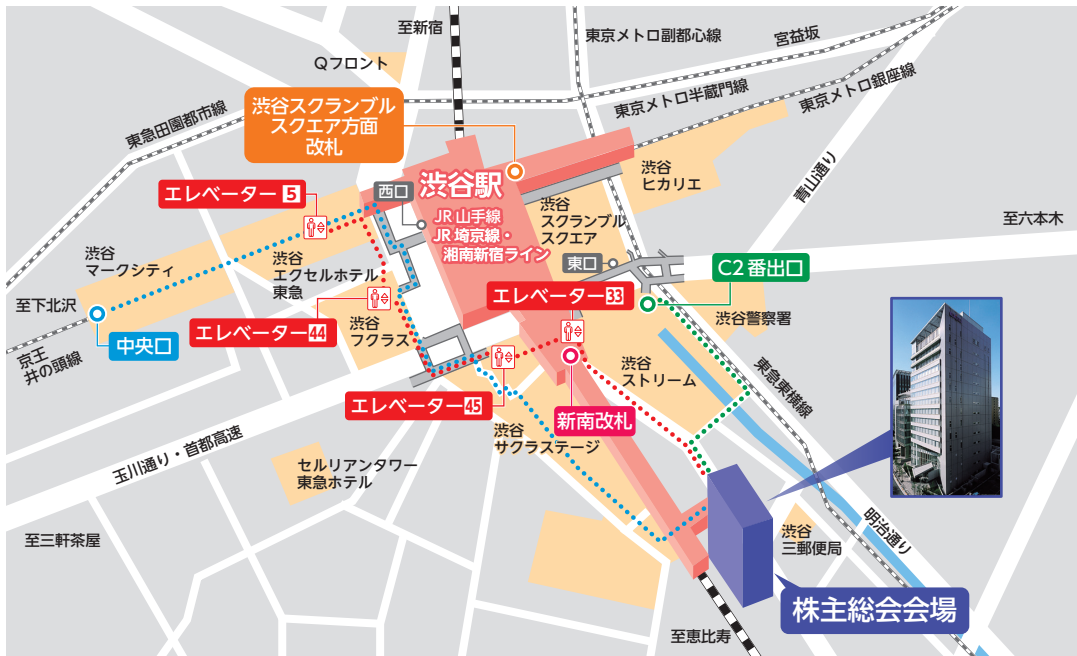 至新宿
東京メトロ副都心線
宮益坂
Qフロント
東京メトロ半蔵門線
東京メトロ銀座線
東急田園都市線
渋谷スクランブル
スクエア方面
改札
青山通り
渋谷
ヒカリエ
エレベーター5
西口
渋谷駅
JR山手線
JR埼京線・
湘南新宿ライン
渋谷
スクランブル
スクエア
至六本木
渋谷
マークシティ
渋谷
エクセルホテル
東急
東口
C2番出口
至下北沢
エレベーター44
エレベーター33
渋谷
フクラス
渋谷警察署
中央口
京王
井の頭線
渋谷
ストリーム
東急東横線
エレベーター45
新南改札
渋谷
サクラステージ
玉川通り・首都高速
セルリアンタワー
東急ホテル
至三軒茶屋
渋谷
三郵便局
明治通り
株主総会会場
至恵比寿